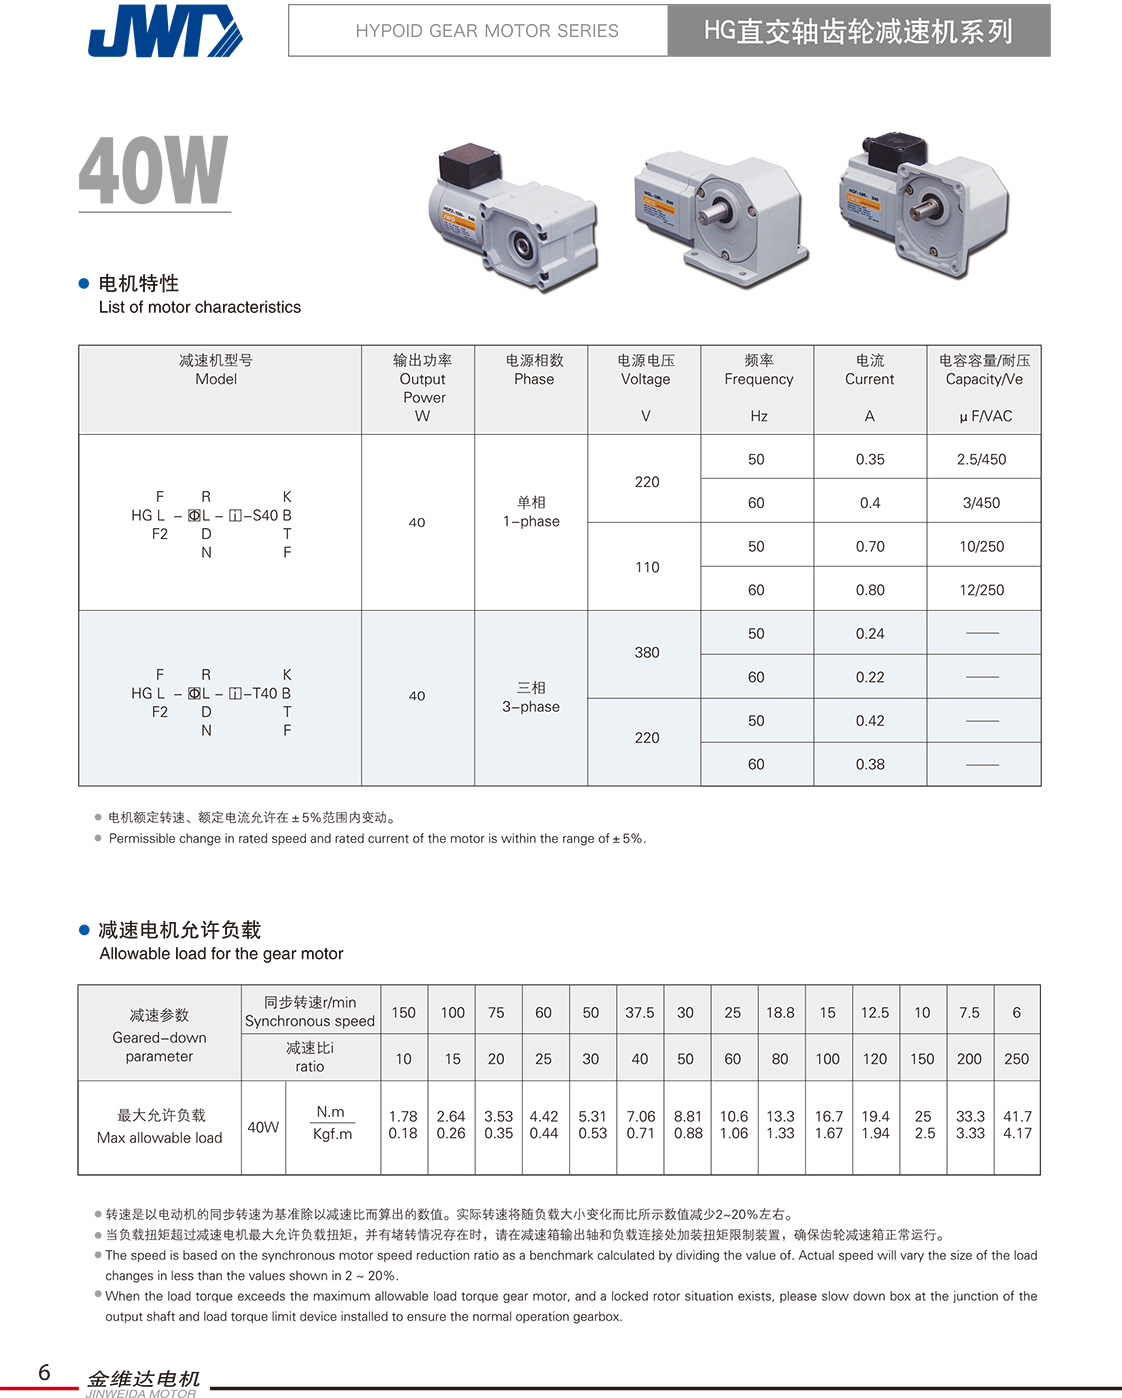 JWD
HYPOID GEAR MOTOR SERIES
HG直交轴齿轮减速机系列
40W
电机特性
List of motor characteristics
减速机型号 输出功率 电源相数 电源电压 频率 电流 电容容量/耐压
Model Output Phase Voltage Frequency Current Capacity/Ve
Power
W V Hz A μ F/VAC
F R K
HG L - ΦL - i-S40 B
F2 D T
N F
40
单相
1-phase
220
50 0.35 2.5/450
60 0.4 3/450
110
50 0.70 10/250
60 0.80 12/250
F R K
HG L - ΦL - i-T40 B
F2 D T
N F
40
三相
3-phase
380
50 0.24 ——
60 0.22 ——
220
50 0.42 ——
60 0.38 ——
电机额定转速、额定电流允许在±5%范围内变动。
Permissible change in rated speed and rated current of the motor is within the range of±5%.
减速电机允许负载
Allowable load for the gear motor
减速参数
Geared-down
parameter
同步转速r/min
Synchronous speed
150 100 75 60 50 37.5 30 25 18.8 15 12.5 10 7.5 6
减速比i
ratio
10 15 20 25 30 40 50 60 80 100 120 150 200 250
最大允许负载
Max allowable load
40W
N.m
Kgf.m
1.78 2.64 3.53 4.42 5.31 7.06 8.81 10.6 13.3 16.7 19.4 25 33.3 41.7
0.18 0.26 0.35 0.44 0.53 0.71 0.88 1.06 1.33 1.67 1.94 2.5 3.33 4.17
转速是以电动机的同步转速为基准除以减速比而算出的数值。实际转速将随负载大小变化而比所示数值减少2~20%左右。
当负载扭矩超过减速电机最大允许负载扭矩，并有堵转情况存在时，请在减速箱输出轴和负载连接处加装扭矩限制装置，确保齿轮减速箱正常运行。
The speed is based on the synchronous motor speed reduction ratio as a benchmark calculated by dividing the value of. Actual speed will vary the size of the load
changes in less than the values shown in 2 ~ 20%.
When the load torque exceeds the maximum allowable load torque gear motor, and a locked rotor situation exists, please slow down box at the junction of the
output shaft and load torque limit device installed to ensure the normal operation gearbox.
6
金维达电机
JINWEIDA MOTOR